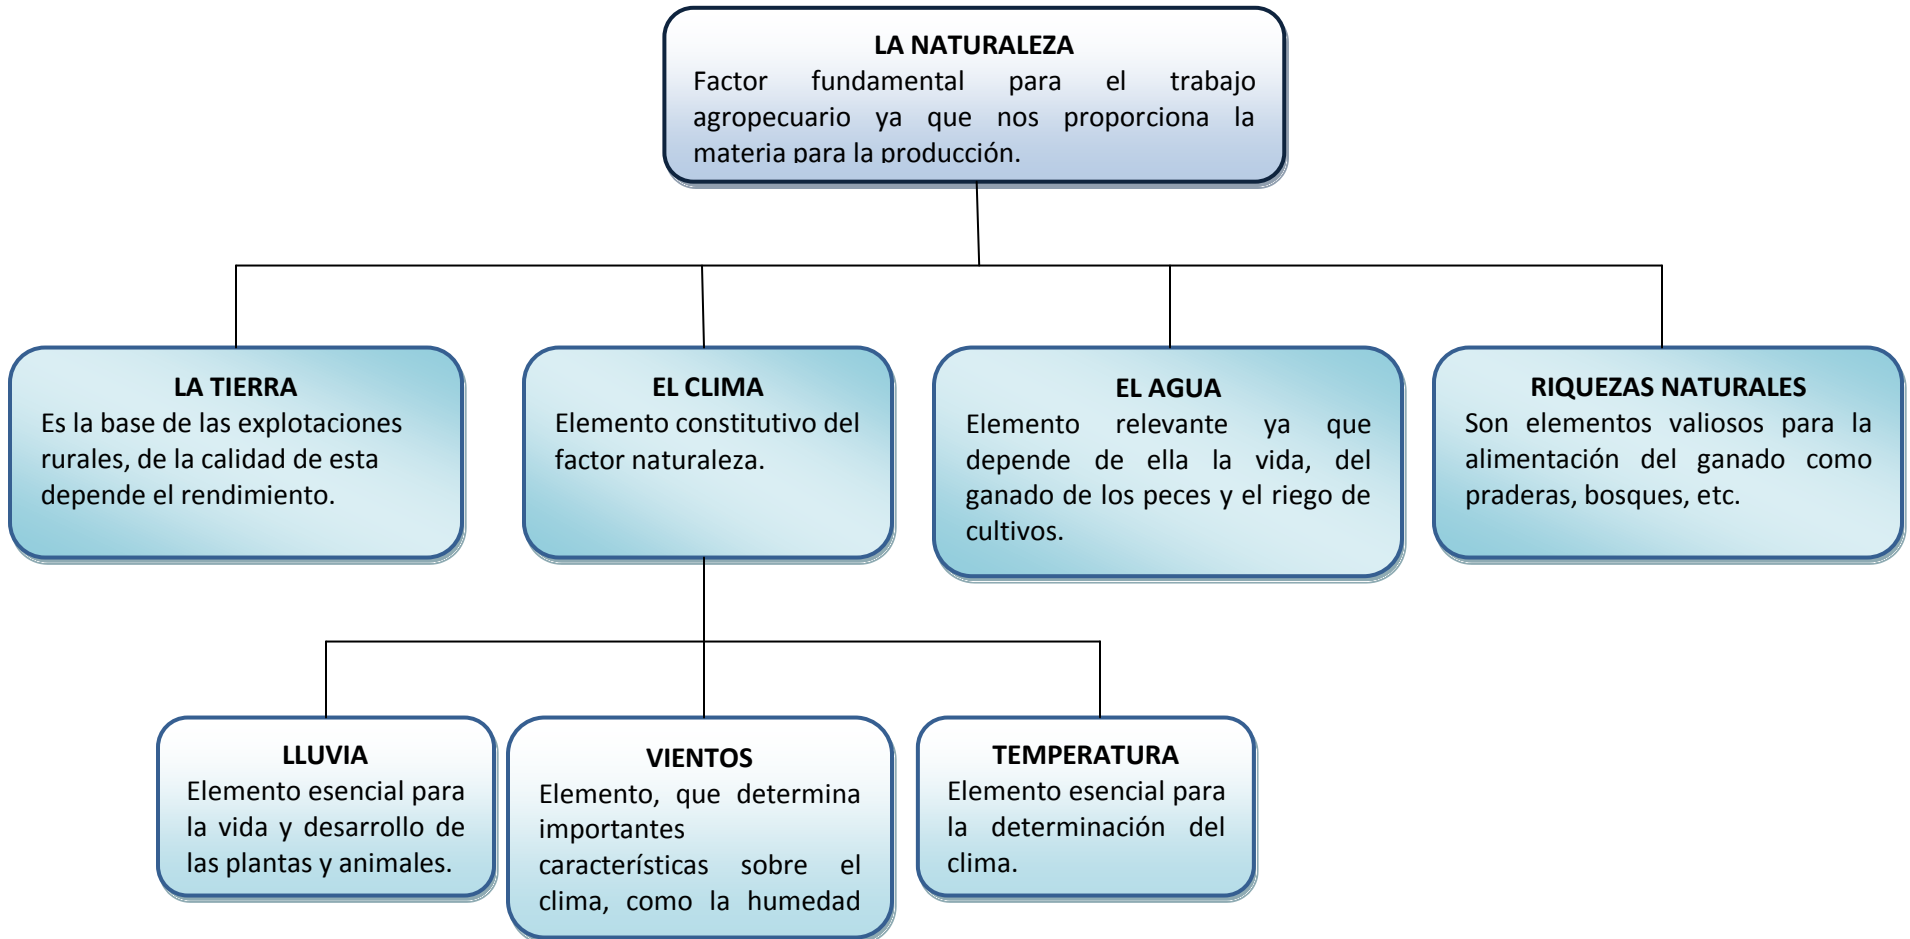 LA NATURALEZA
Factor fundamental para el trabajo
agropecuario ya que nos proporciona la
materia para la producción.
LA TIERRA
Es la base de las explotaciones
rurales, de la calidad de esta
depende el rendimiento.
EL CLIMA
Elemento constitutivo del
factor naturaleza.
EL AGUA
Elemento relevante ya que
depende de ella la vida, del
ganado de los peces y el riego de
cultivos.
RIQUEZAS NATURALES
Son elementos valiosos para la
alimentación del ganado como
praderas, bosques, etc.
LLUVIA
Elemento esencial para
la vida y desarrollo de
las plantas y animales.
VIENTOS
Elemento, que determina
importantes
características sobre el
clima, como la humedad
TEMPERATURA
Elemento esencial para
la determinación del
clima.